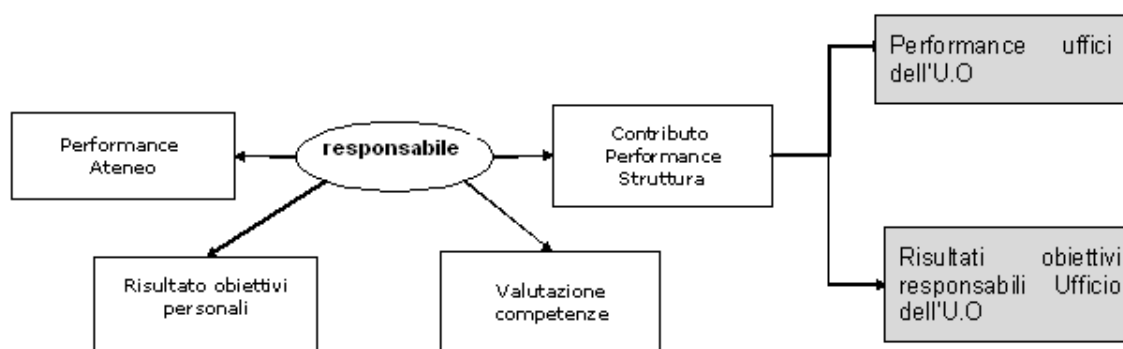 Performance uffici
dell'U.O
Performance
Ateneo
responsabile
Contributo
Performance
Struttura
Risultato obiettivi
personali
Valutazione
competenze
Risultati obiettivi
responsabili Ufficio
dell'U.O